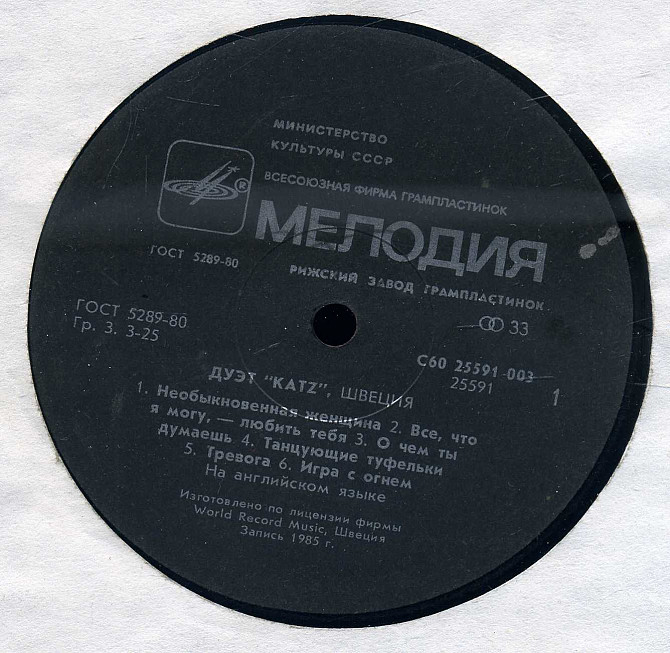 МИНИСТЕРСТВО
КУЛЬТУРЫ СССР
ВСЕСОЮЗНАЯ ФИРМА ГРАМПЛАСТИНОК
®
МЕЛОДИЯ
ГОСТ 5289-80
РИЖСКИЙ ЗАВОД ГРАМПЛАСТИНОК
ГОСТ 5289-80
Гр. 3. 3-25
33
С60 25591 003
25591
1
ДУЭТ "KATZ", ШВЕЦИЯ
1. Необыкновенная женщина 2. Все, что
я могу, — любить тебя 3. О чем ты
думаешь 4. Танцующие туфельки
5. Тревога 6. Игра с огнем
На английском языке
Изготовлено по лицензии фирмы
World Record Music, Швеция
Запись 1985 г.